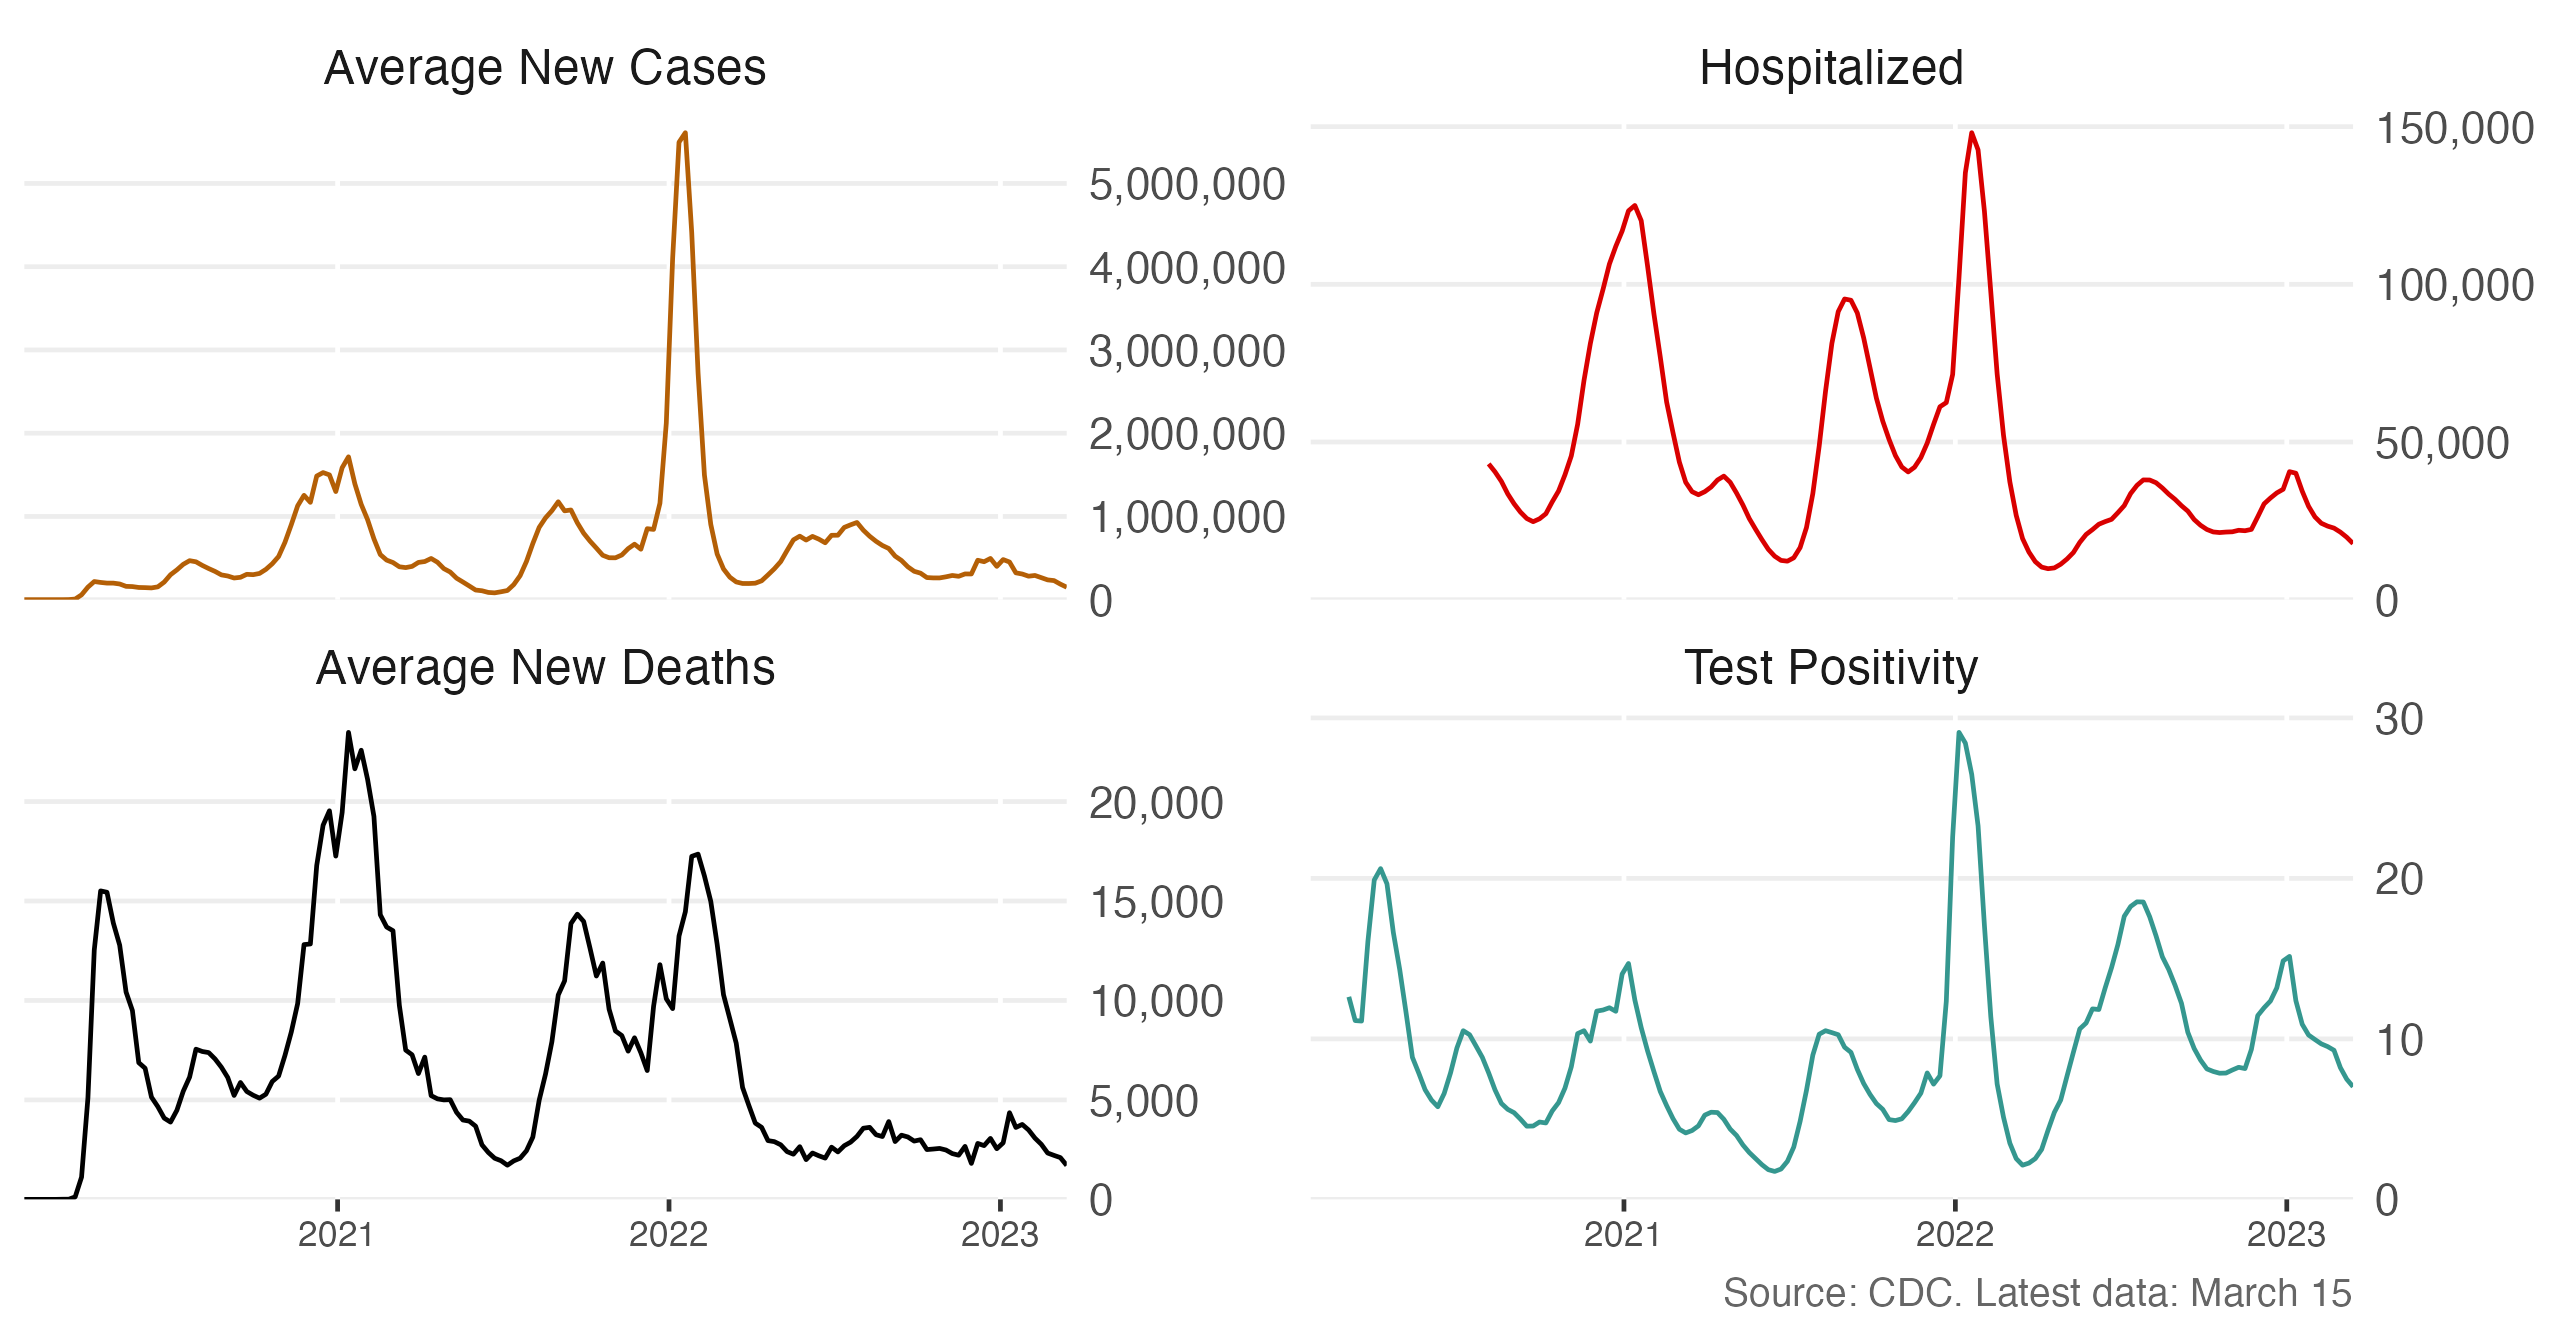 Average New Cases
5,000,000
4,000,000
3,000,000
2,000,000
1,000,000
0
Hospitalized
150,000
100,000
50,000
0
Average New Deaths
20,000
15,000
10,000
5,000
0
2021 2022 2023
Test Positivity
30
20
10
0
2021 2022 2023
Source: CDC. Latest data: March 15